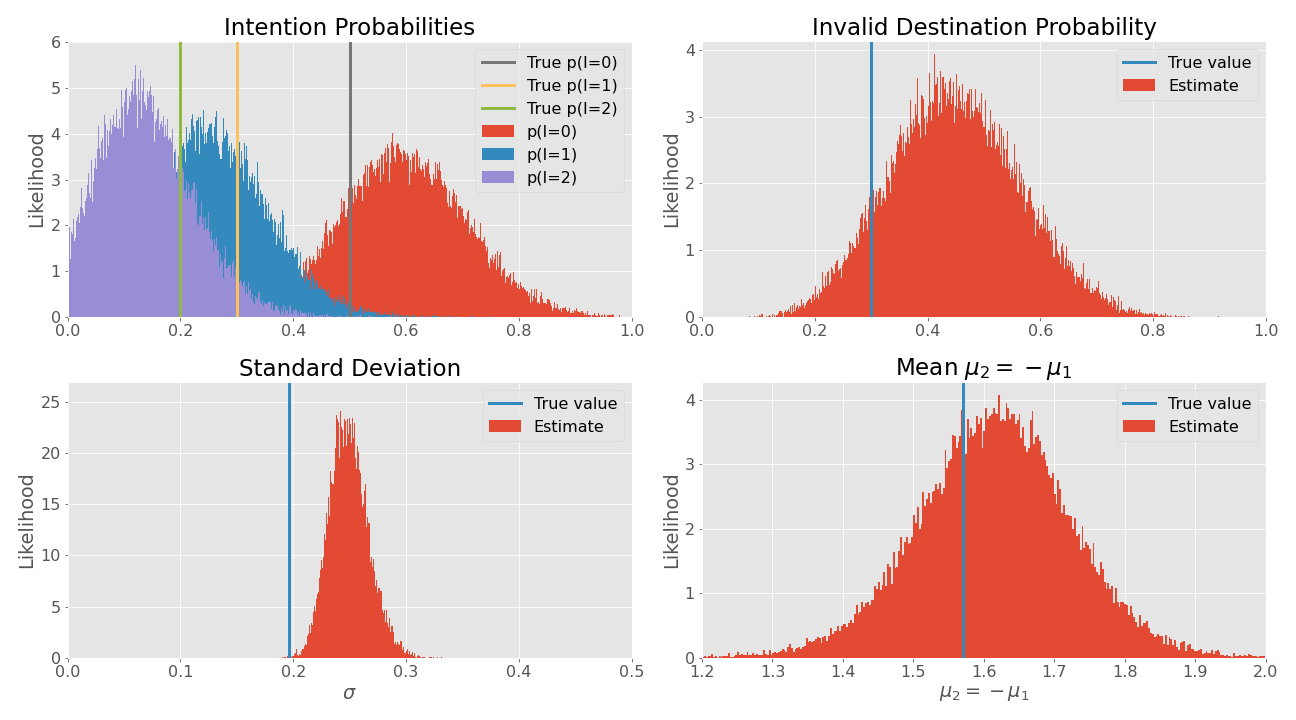 Intention Probabilities
Likelihood
6
5
4
3
2
1
0
0.0 0.2 0.4 0.6 0.8 1.0
True p(I=0)
True p(I=1)
True p(I=2)
p(I=0)
p(I=1)
p(I=2)
Invalid Destination Probability
Likelihood
4
3
2
1
0
0.0 0.2 0.4 0.6 0.8 1.0
True value
Estimate
Standard Deviation
Likelihood
25
20
15
10
5
0
0.0 0.1 0.2 0.3 0.4 0.5
σ
True value
Estimate
Mean μ₂ = −μ₁
Likelihood
4
3
2
1
0
1.2 1.3 1.4 1.5 1.6 1.7 1.8 1.9 2.0
μ₂ = −μ₁
True value
Estimate